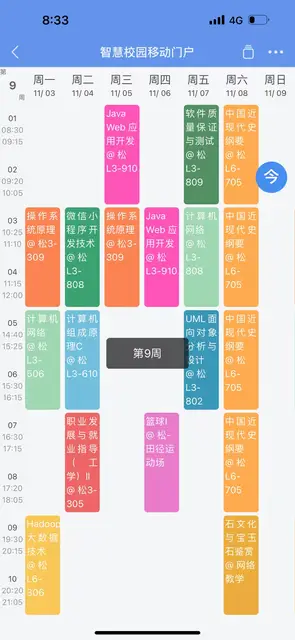 8:33
4G
智慧校园移动门户
第
9
周
周一
11/ 03
周二
11/ 04
周三
11/ 05
周四
11/ 06
周五
11/ 07
周六
11/ 08
周日
11/ 09
01
08:30
09:15
02
09:20
10:05
03
10:25
11:10
04
11:15
12:00
05
14:40
15:25
06
15:30
16:15
07
16:30
17:15
08
17:20
18:05
09
19:30
20:15
10
20:20
21:05
操作系
统原理
@ 松3-
309
计算机
网络
@ 松
L3-
506
Hadoop
大数据
技术
@ 松
L6-
306
微信小
程序开
发技术
@ 松
L3-
808
计算机
组成原
理C
@ 松
L3-610
职业发
展与就
业指导
（ 工
学）II
@ 松3-
305
Java
Web 应
用开发
@ 松
L3-910
操作系
统原理
@ 松3-
309
Java
Web 应
用开发
@ 松
L3-910
篮球I
@ 松-
田径运
动场
软件质
量保证
与测试
@ 松
L3-
809
计算机
网络
@ 松
L3-
808
UML面
向对象
分析与
设计
@ 松
L3-
802
中国近
现代史
纲要
@ 松
L6-
705
中国近
现代史
纲要
@ 松
L6-
705
中国近
现代史
纲要
@ 松
L6-
705
中国近
现代史
纲要
@ 松
L6-
705
石文化
与宝玉
石鉴赏
@ 网络
教学
今
第9周